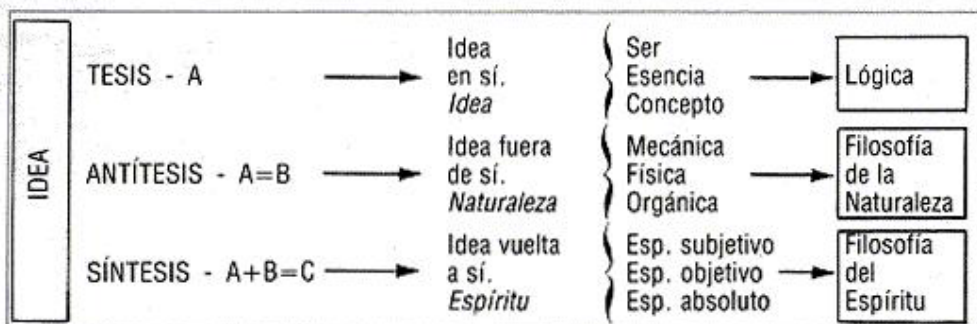 IDEA
TESIS - A
Idea
en sí.
Idea
Ser
Esencia
Concepto
Lógica
ANTÍTESIS - A=B
Idea fuera
de sí.
Naturaleza
Mecánica
Física
Orgánica
Filosofía
de la
Naturaleza
SÍNTESIS - A+B=C
Idea vuelta
a sí.
Espíritu
Esp. subjetivo
Esp. objetivo
Esp. absoluto
Filosofía
del
Espíritu